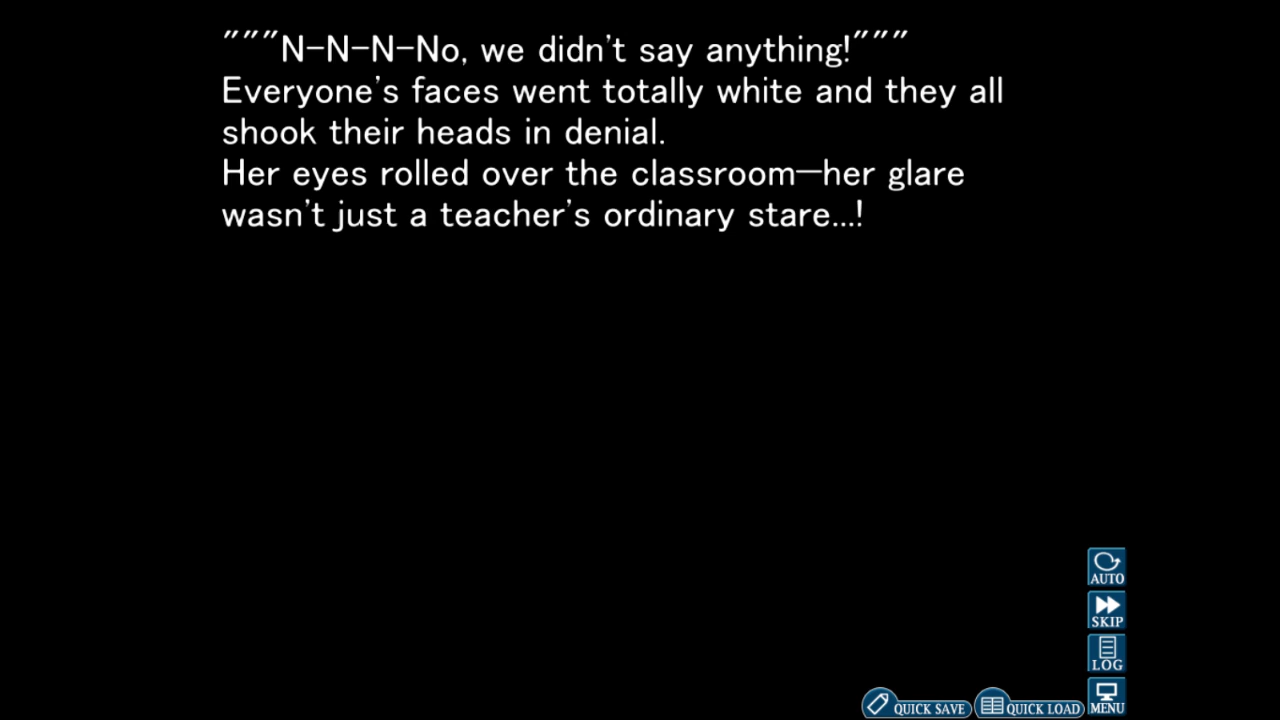 """N-N-N-No, we didn't say anything!"""
Everyone's faces went totally white and they all
shook their heads in denial.
Her eyes rolled over the classroom—her glare
wasn't just a teacher's ordinary stare...!
AUTO
SKIP
LOG
QUICK SAVE
QUICK LOAD
MENU